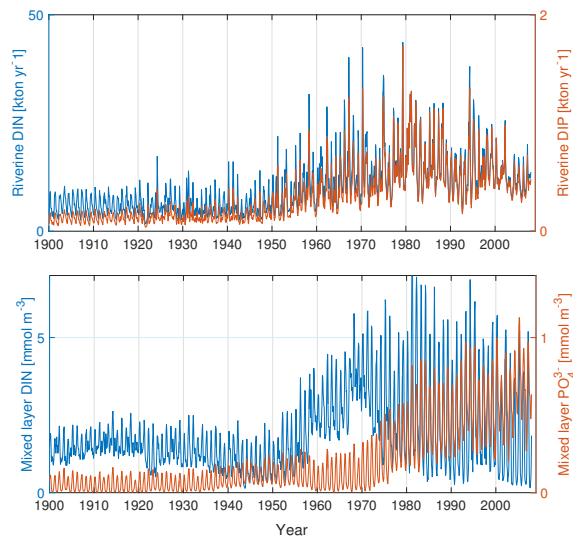 50
2
Riverine DIN [kton yr⁻1]
Riverine DIP [kton yr⁻1]
0
0
1900 1910 1920 1930 1940 1950 1960 1970 1980 1990 2000
Mixed layer DIN [mmol m⁻³]
Mixed layer PO₄³⁻ [mmol m⁻³]
5
1
0
0
1900 1910 1920 1930 1940 1950 1960 1970 1980 1990 2000
Year